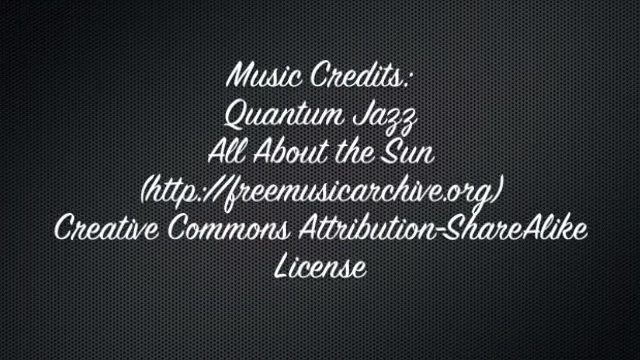 Music Credits:
Quantum Jazz
All About the Sun
(http://freemusicarchive.org)
Creative Commons Attribution-ShareAlike
License